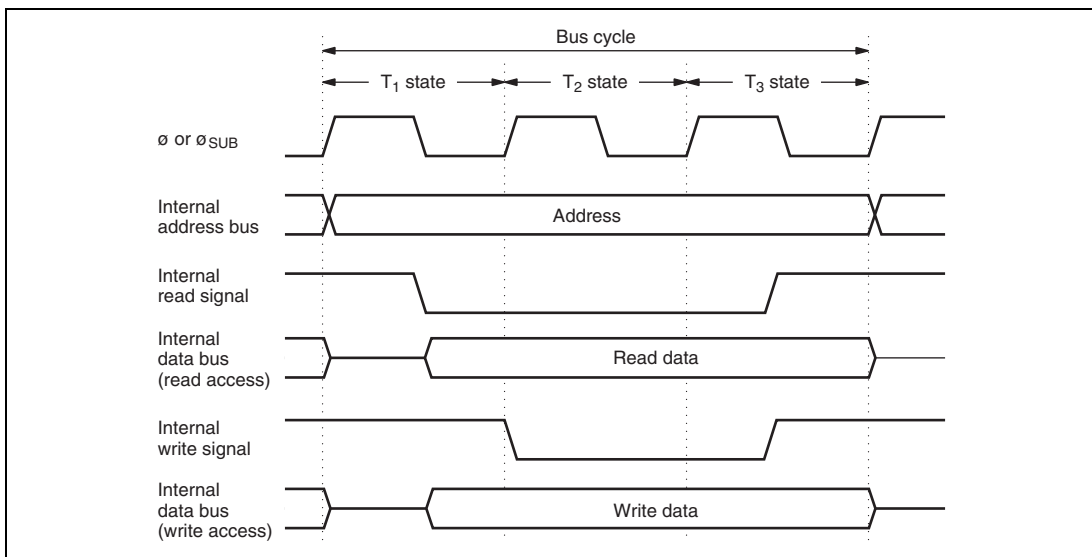 Bus cycle
T₁ state
T₂ state
T₃ state
ø or øSUB
Internal
address bus
Address
Internal
read signal
Internal
data bus
(read access)
Read data
Internal
write signal
Internal
data bus
(write access)
Write data